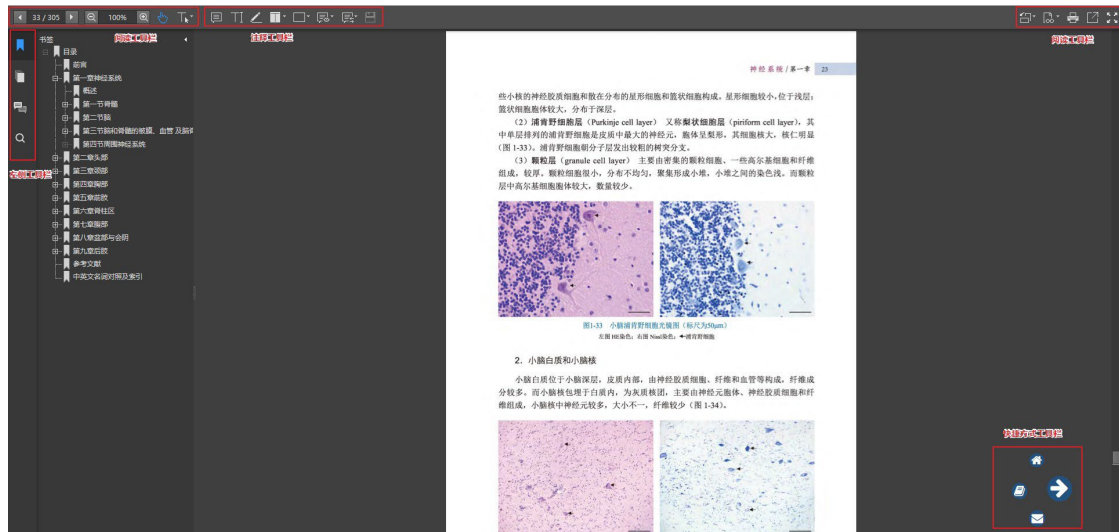 33 / 305
100%
阅读工具栏
注释工具栏
阅读工具栏
书签
目录
前言
第一章神经系统
概述
第一节脊髓
第二节脑
第三节脑和脊髓的被膜、血管 及脑脊
第四节周围神经系统
第二章头部
第三章颈部
第四章胸部
第五章前肢
第六章脊柱区
第七章腹部
第八章盆部与会阴
第九章后肢
参考文献
中英文名词对照及索引
左侧工具栏
神经系统 / 第一章 23
些小核的神经胶质细胞和散在分布的星形细胞和篮状细胞构成。星形细胞较小,位于浅层;
篮状细胞胞体较大,分布于深层。
(2)浦肯野细胞层(Purkinje cell layer) 又称梨状细胞层(piriform cell layer),其
中单层排列的浦肯野细胞是皮质中最大的神经元,胞体呈梨形,其细胞核大,核仁明显
(图 1-33)。浦肯野细胞朝分子层发出较粗的树突分支。
(3)颗粒层(granule cell layer) 主要由密集的颗粒细胞、一些高尔基细胞和纤维
组成,较厚。颗粒细胞很小,分布不均匀,聚集形成小堆,小堆之间的染色浅。而颗粒
层中高尔基细胞胞体较大,数量较少。
图1-33 小脑浦肯野细胞光镜图(标尺为50μm)
左图 HE染色;右图 Nissl染色;←浦肯野细胞
2. 小脑白质和小脑核
小脑白质位于小脑深层,皮质内部,由神经胶质细胞、纤维和血管等构成,纤维成
分较多。而小脑核包埋于白质内,为灰质核团,主要由神经元胞体、神经胶质细胞和纤
维组成,小脑核中神经元较多,大小不一,纤维较少(图 1-34)。
快捷方式工具栏